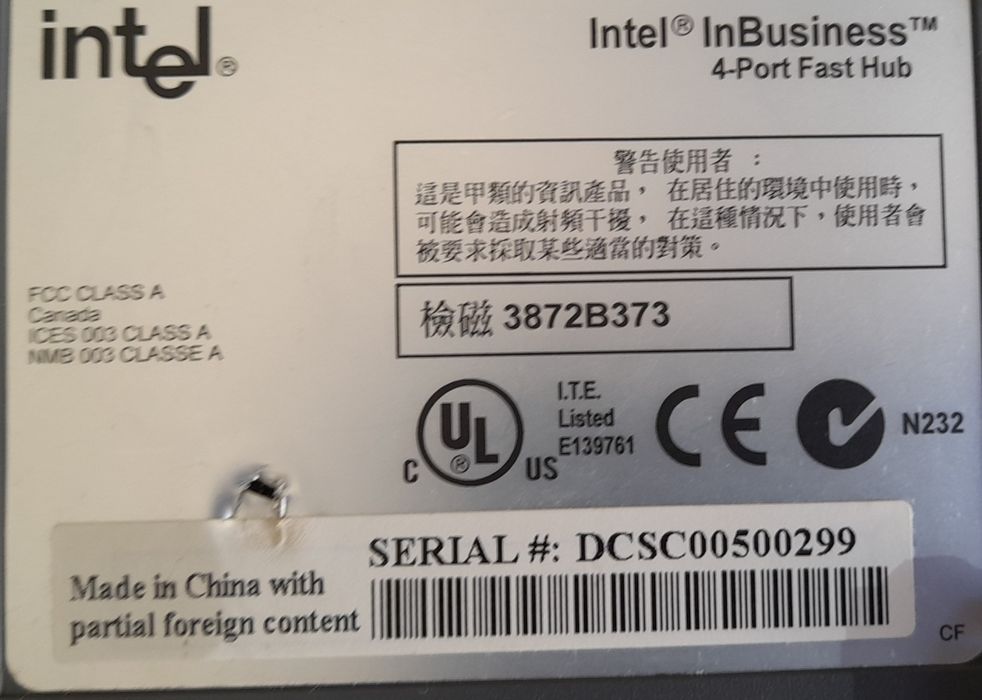 intel®
Intel® InBusiness™
4-Port Fast Hub
警告使用者 ：
這是甲類的資訊產品，在居住的環境中使用時，
可能會造成射頻干擾，在這種情況下，使用者會
被要求採取某些適當的對策。
檢磁 3872B373
FCC CLASS A
Canada
ICES 003 CLASS A
NMB 003 CLASSE A
C UL® US
I.T.E.
Listed
E139761
CE
N232
SERIAL #: DCSC00500299
Made in China with
partial foreign content
CF